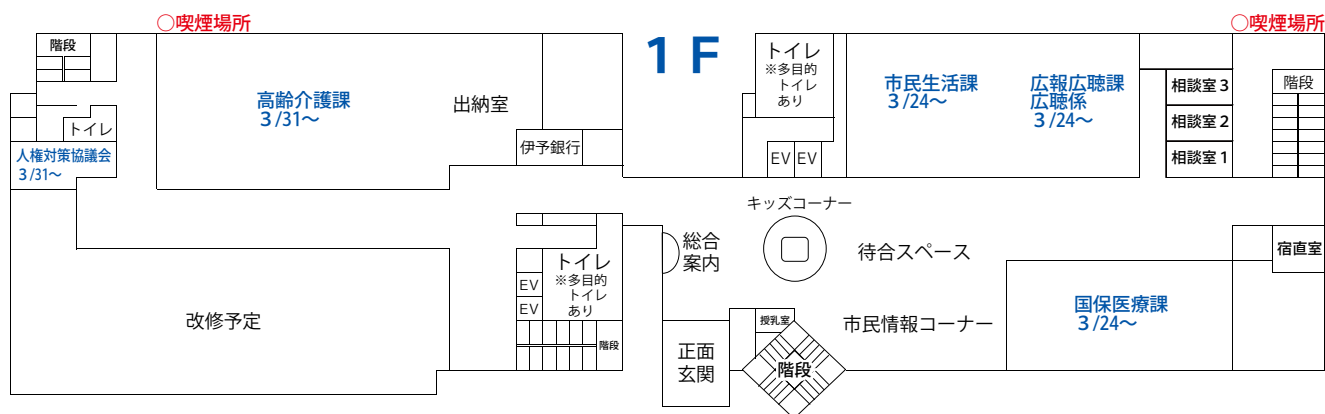 ○喫煙場所
○喫煙場所
1 F
階段
トイレ
※多目的
トイレ
あり
高齢介護課
3/31～
出納室
市民生活課
3/24～
広報広聴課
広聴係
3/24～
相談室3
相談室2
相談室1
階段
トイレ
伊予銀行
EV
EV
人権対策協議会
3/31～
キッズコーナー
総合
案内
待合スペース
宿直室
トイレ
※多目的
トイレ
あり
EV
EV
階段
国保医療課
3/24～
改修予定
授乳室
市民情報コーナー
正面
玄関
階段